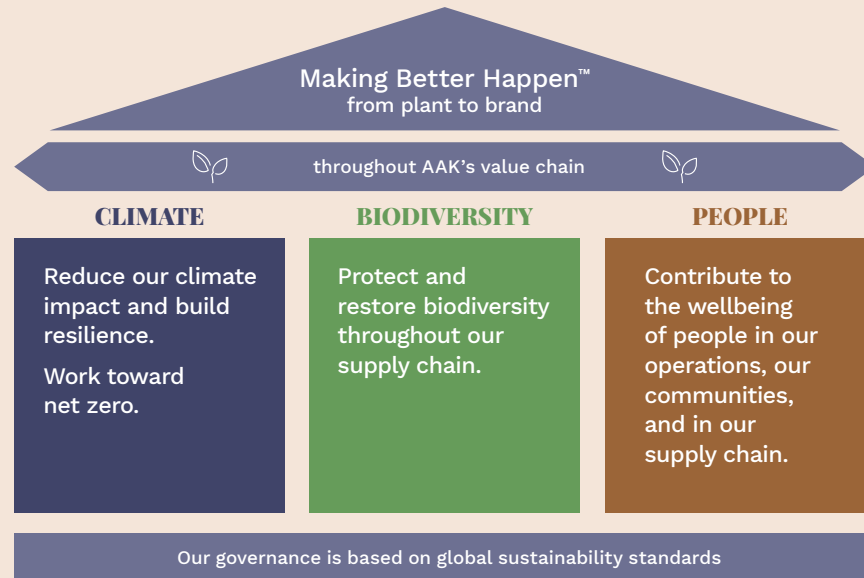 Making Better Happen™
from plant to brand
throughout AAK's value chain
CLIMATE
Reduce our climate
impact and build
resilience.
Work toward
net zero.
BIODIVERSITY
Protect and
restore biodiversity
throughout our
supply chain.
PEOPLE
Contribute to
the wellbeing
of people in our
operations, our
communities,
and in our
supply chain.
Our governance is based on global sustainability standards